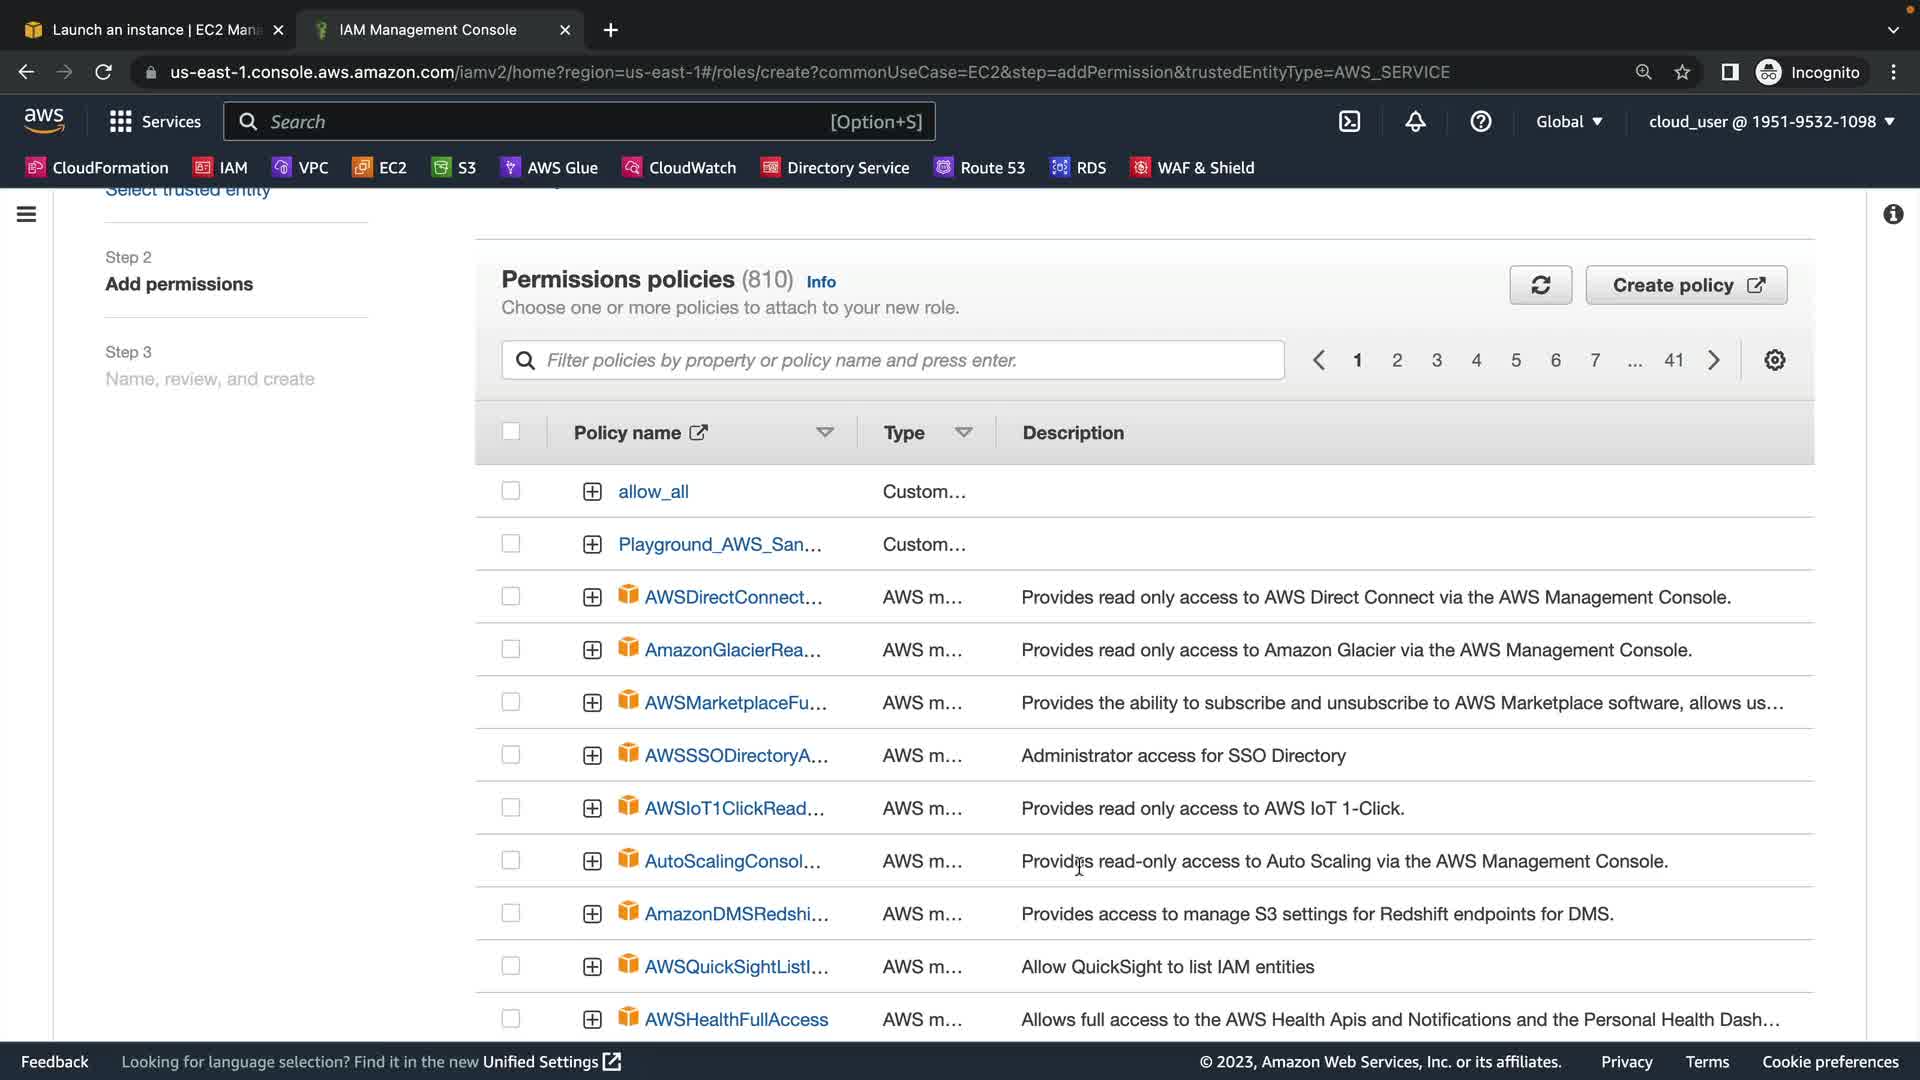 Launch an instance | EC2 Mana
IAM Management Console
us-east-1.console.aws.amazon.com/iamv2/home?region=us-east-1#/roles/create?commonUseCase=EC2&step=addPermission&trustedEntityType=AWS_SERVICE
Incognito
aws
Services
Search
[Option+S]
Global
cloud_user @ 1951-9532-1098
CloudFormation
IAM
VPC
EC2
S3
AWS Glue
CloudWatch
Directory Service
Route 53
RDS
WAF & Shield
Select trusted entity
Step 2
Add permissions
Step 3
Name, review, and create
Permissions policies (810) Info
Choose one or more policies to attach to your new role.
Create policy
Filter policies by property or policy name and press enter.
1 2 3 4 5 6 7 ... 41
Policy name Type Description
allow_all Custom...
Playground_AWS_San... Custom...
AWSDirectConnect... AWS m... Provides read only access to AWS Direct Connect via the AWS Management Console.
AmazonGlacierRea... AWS m... Provides read only access to Amazon Glacier via the AWS Management Console.
AWSMarketplaceFu... AWS m... Provides the ability to subscribe and unsubscribe to AWS Marketplace software, allows us...
AWSSSODirectoryA... AWS m... Administrator access for SSO Directory
AWSIoT1ClickRead... AWS m... Provides read only access to AWS IoT 1-Click.
AutoScalingConsol... AWS m... Provides read-only access to Auto Scaling via the AWS Management Console.
AmazonDMSRedshi... AWS m... Provides access to manage S3 settings for Redshift endpoints for DMS.
AWSQuickSightListI... AWS m... Allow QuickSight to list IAM entities
AWSHealthFullAccess AWS m... Allows full access to the AWS Health Apis and Notifications and the Personal Health Dash...
Feedback
Looking for language selection? Find it in the new Unified Settings
© 2023, Amazon Web Services, Inc. or its affiliates.
Privacy
Terms
Cookie preferences